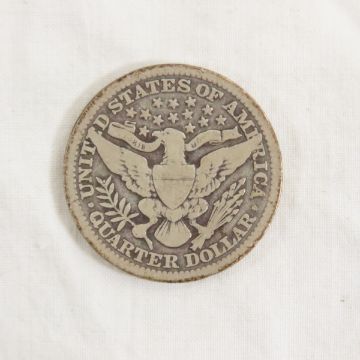 UNITED STATES OF AMERICA
QUARTER DOLLAR